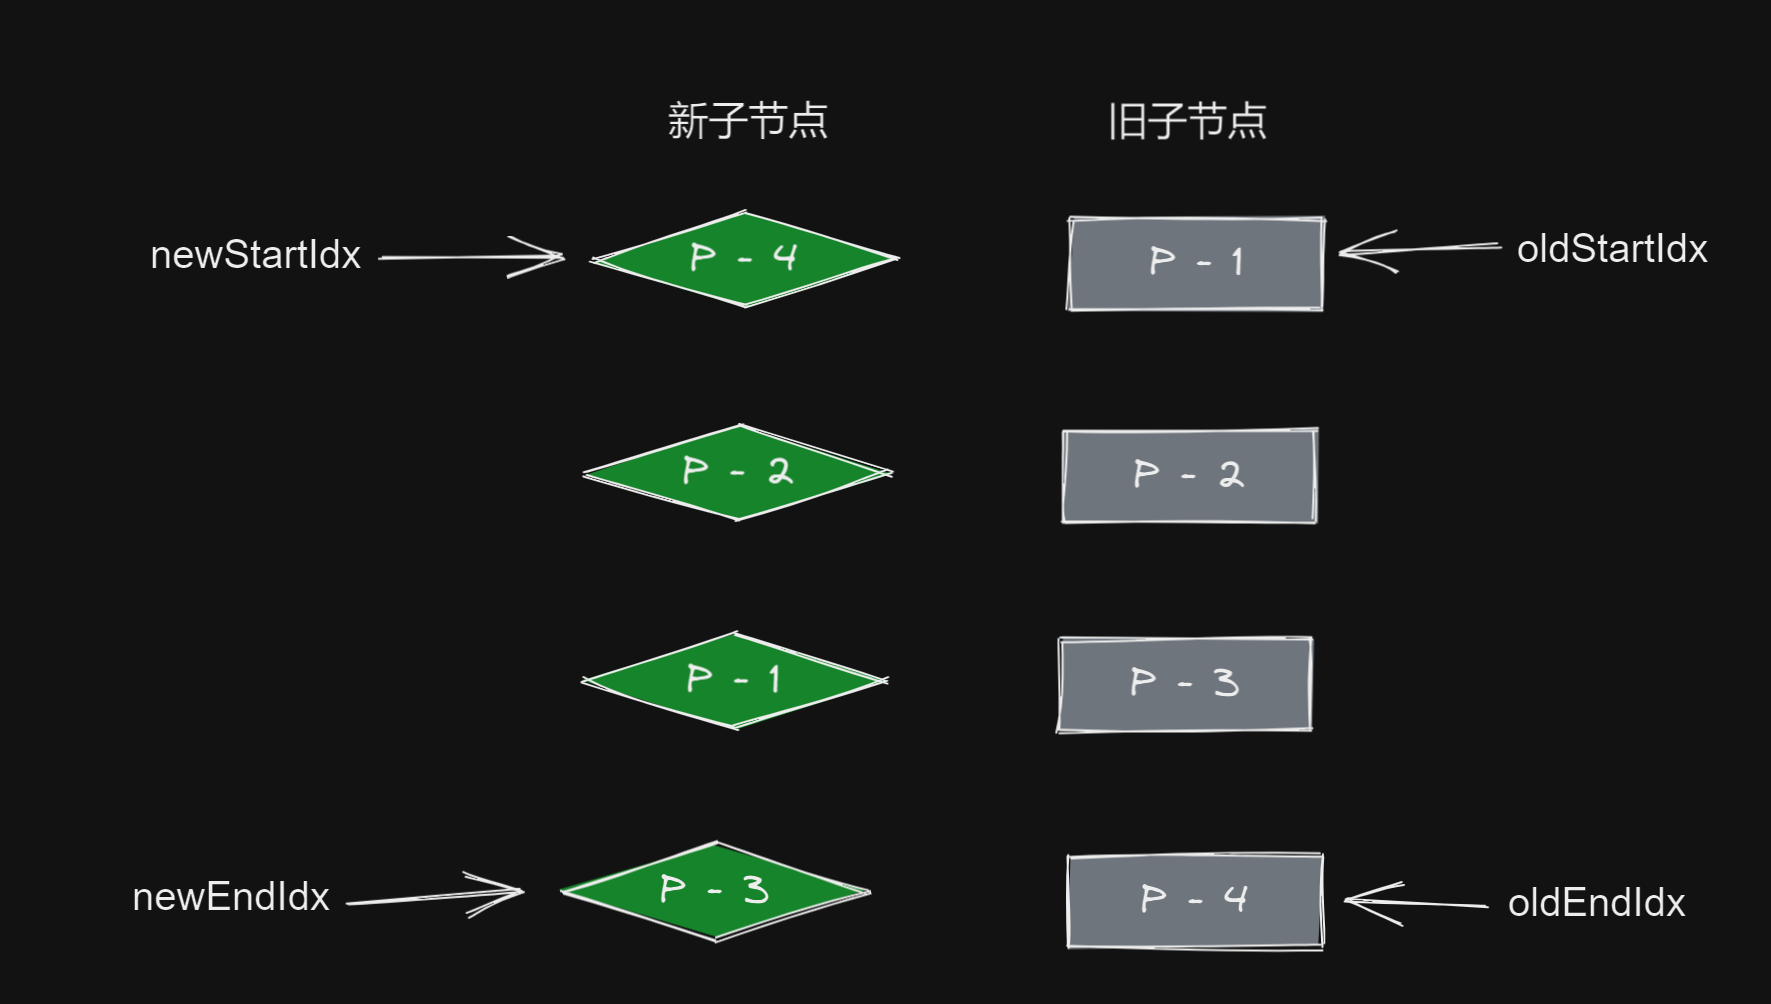 新子节点 旧子节点
newStartIdx P - 4 P - 1 oldStartIdx
P - 2 P - 2
P - 1 P - 3
newEndIdx P - 3 P - 4 oldEndIdx